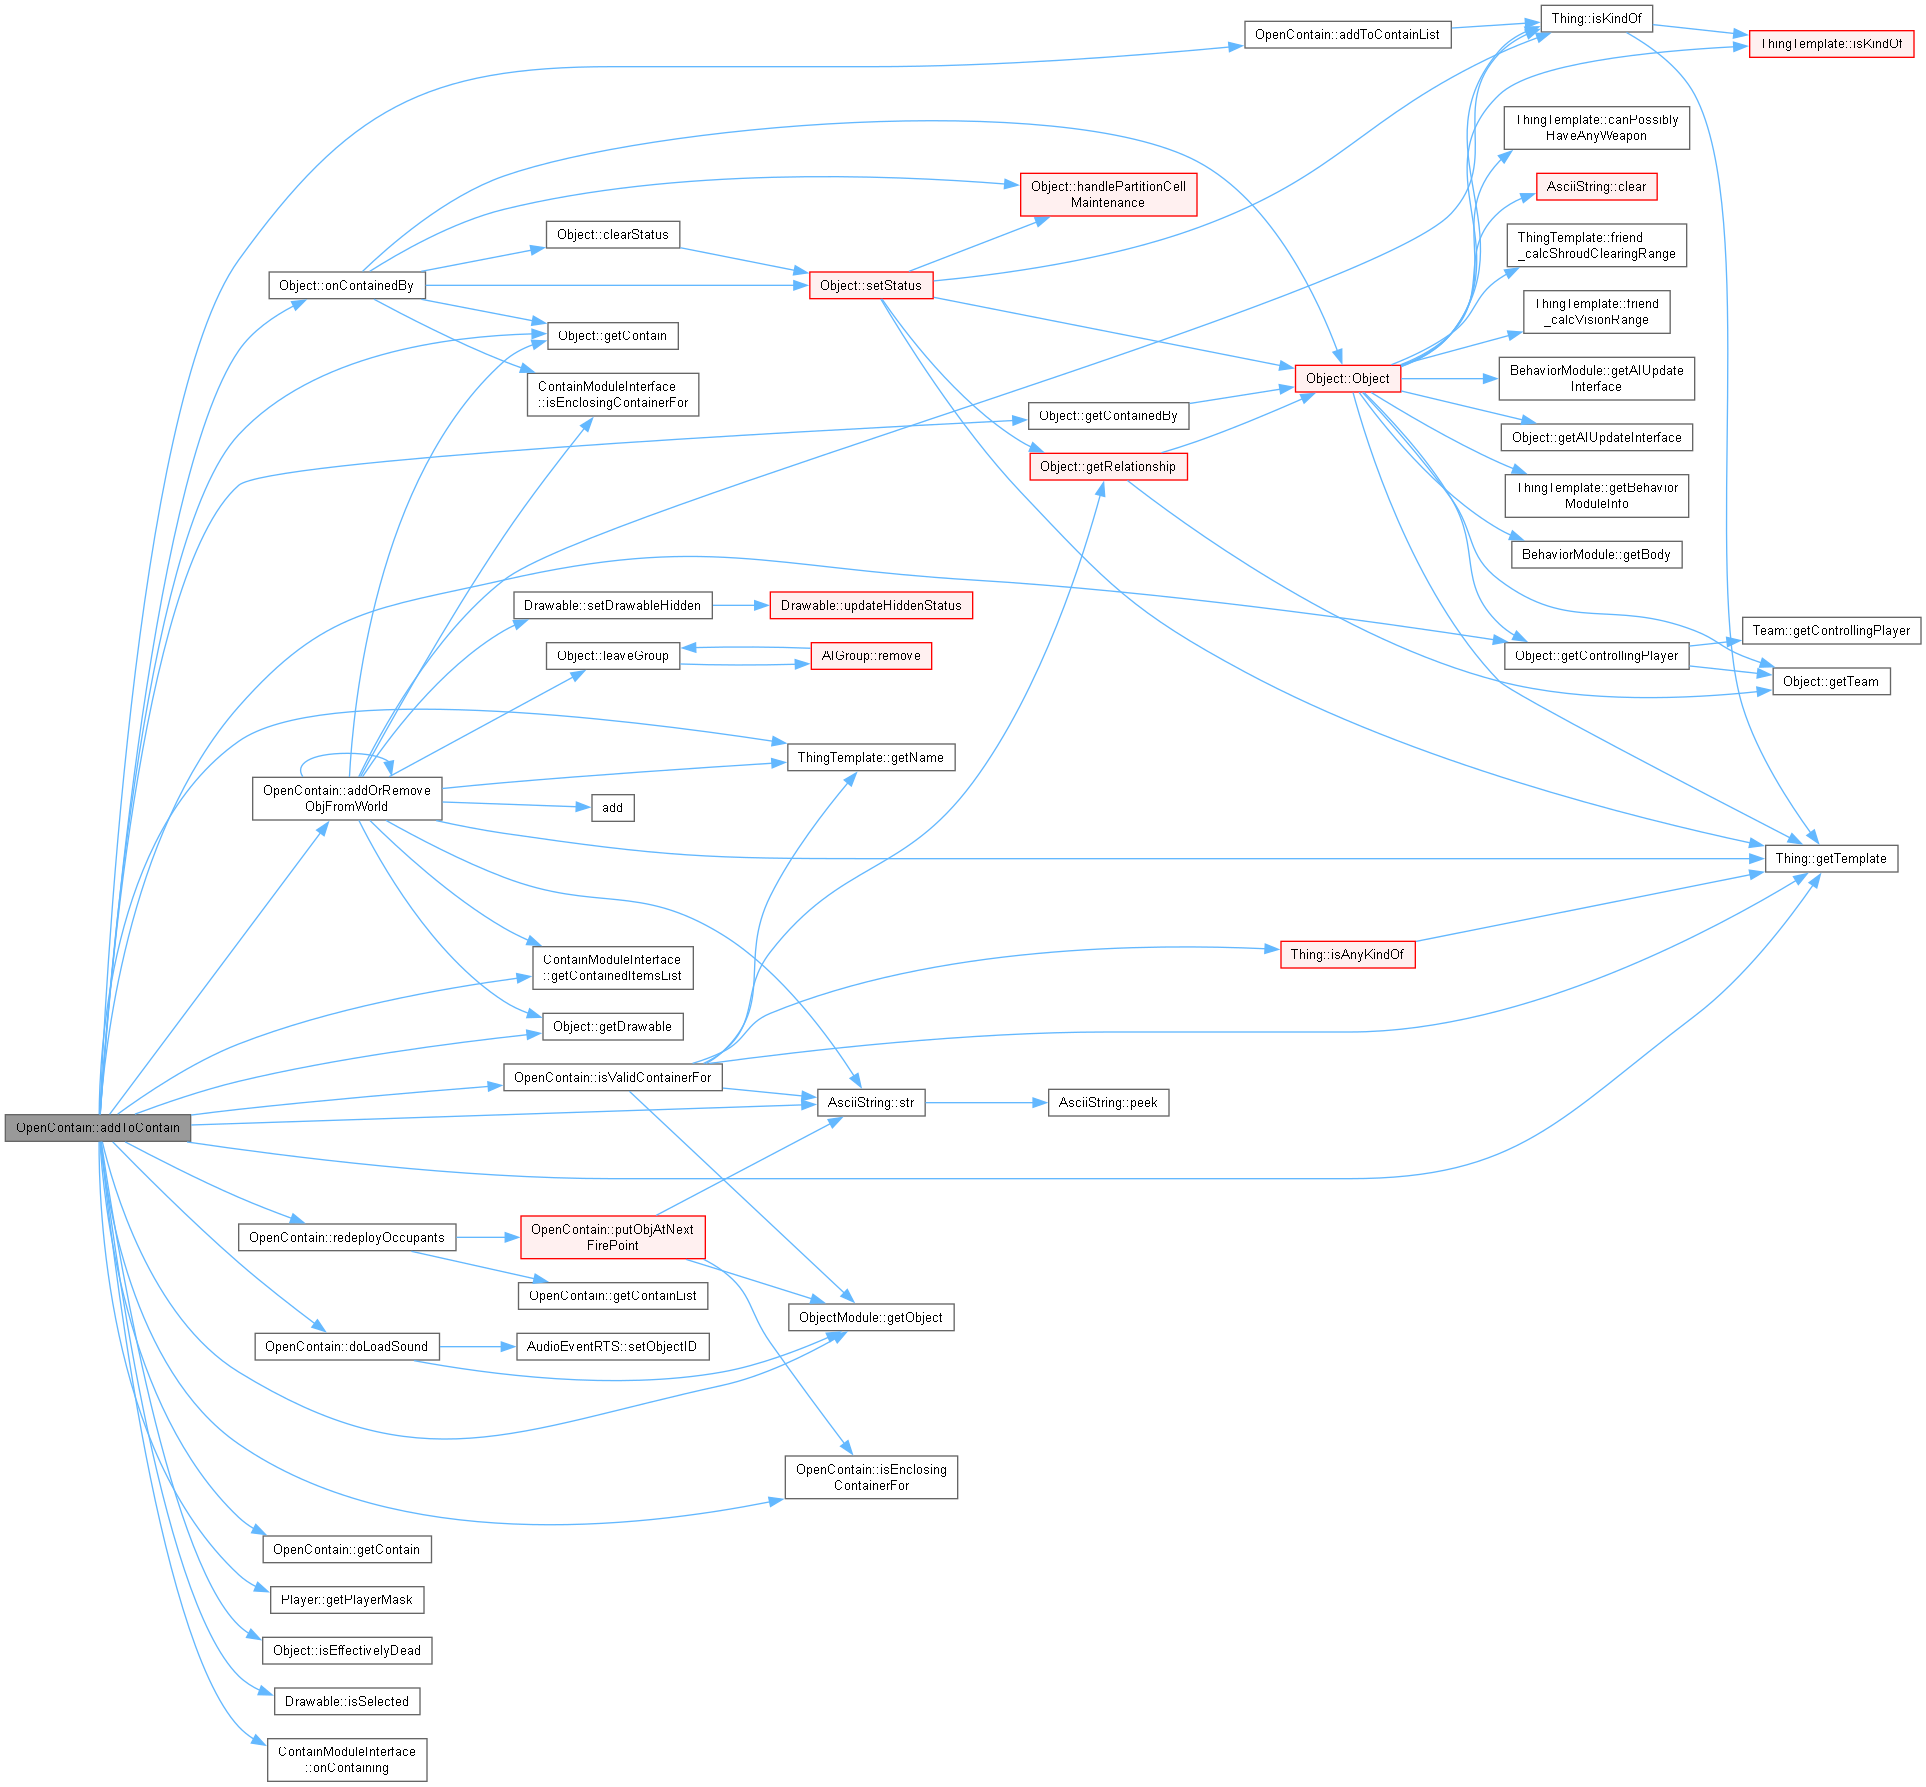 Thing::isKindOf
OpenContain::addToContainList
ThingTemplate::isKindOf
ThingTemplate::canPossibly
HaveAnyWeapon
Object::handlePartitionCell
Maintenance
AsciiString::clear
Object::clearStatus
ThingTemplate::friend
_calcShroudClearingRange
Object::onContainedBy
Object::setStatus
ThingTemplate::friend
_calcVisionRange
Object::getContain
Object::Object
BehaviorModule::getAIUpdate
Interface
ContainModuleInterface
::isEnclosingContainerFor
Object::getContainedBy
Object::getAIUpdateInterface
Object::getRelationship
ThingTemplate::getBehavior
ModuleInfo
BehaviorModule::getBody
Drawable::setDrawableHidden
Drawable::updateHiddenStatus
Team::getControllingPlayer
Object::leaveGroup
AIGroup::remove
Object::getControllingPlayer
Object::getTeam
ThingTemplate::getName
OpenContain::addOrRemove
ObjFromWorld
add
Thing::getTemplate
Thing::isAnyKindOf
ContainModuleInterface
::getContainedItemsList
Object::getDrawable
OpenContain::isValidContainerFor
AsciiString::str
AsciiString::peek
OpenContain::addToContain
OpenContain::redeployOccupants
OpenContain::putObjAtNext
FirePoint
OpenContain::getContainList
ObjectModule::getObject
OpenContain::doLoadSound
AudioEventRTS::setObjectID
OpenContain::isEnclosing
ContainerFor
OpenContain::getContain
Player::getPlayerMask
Object::isEffectivelyDead
Drawable::isSelected
ContainModuleInterface
::onContaining